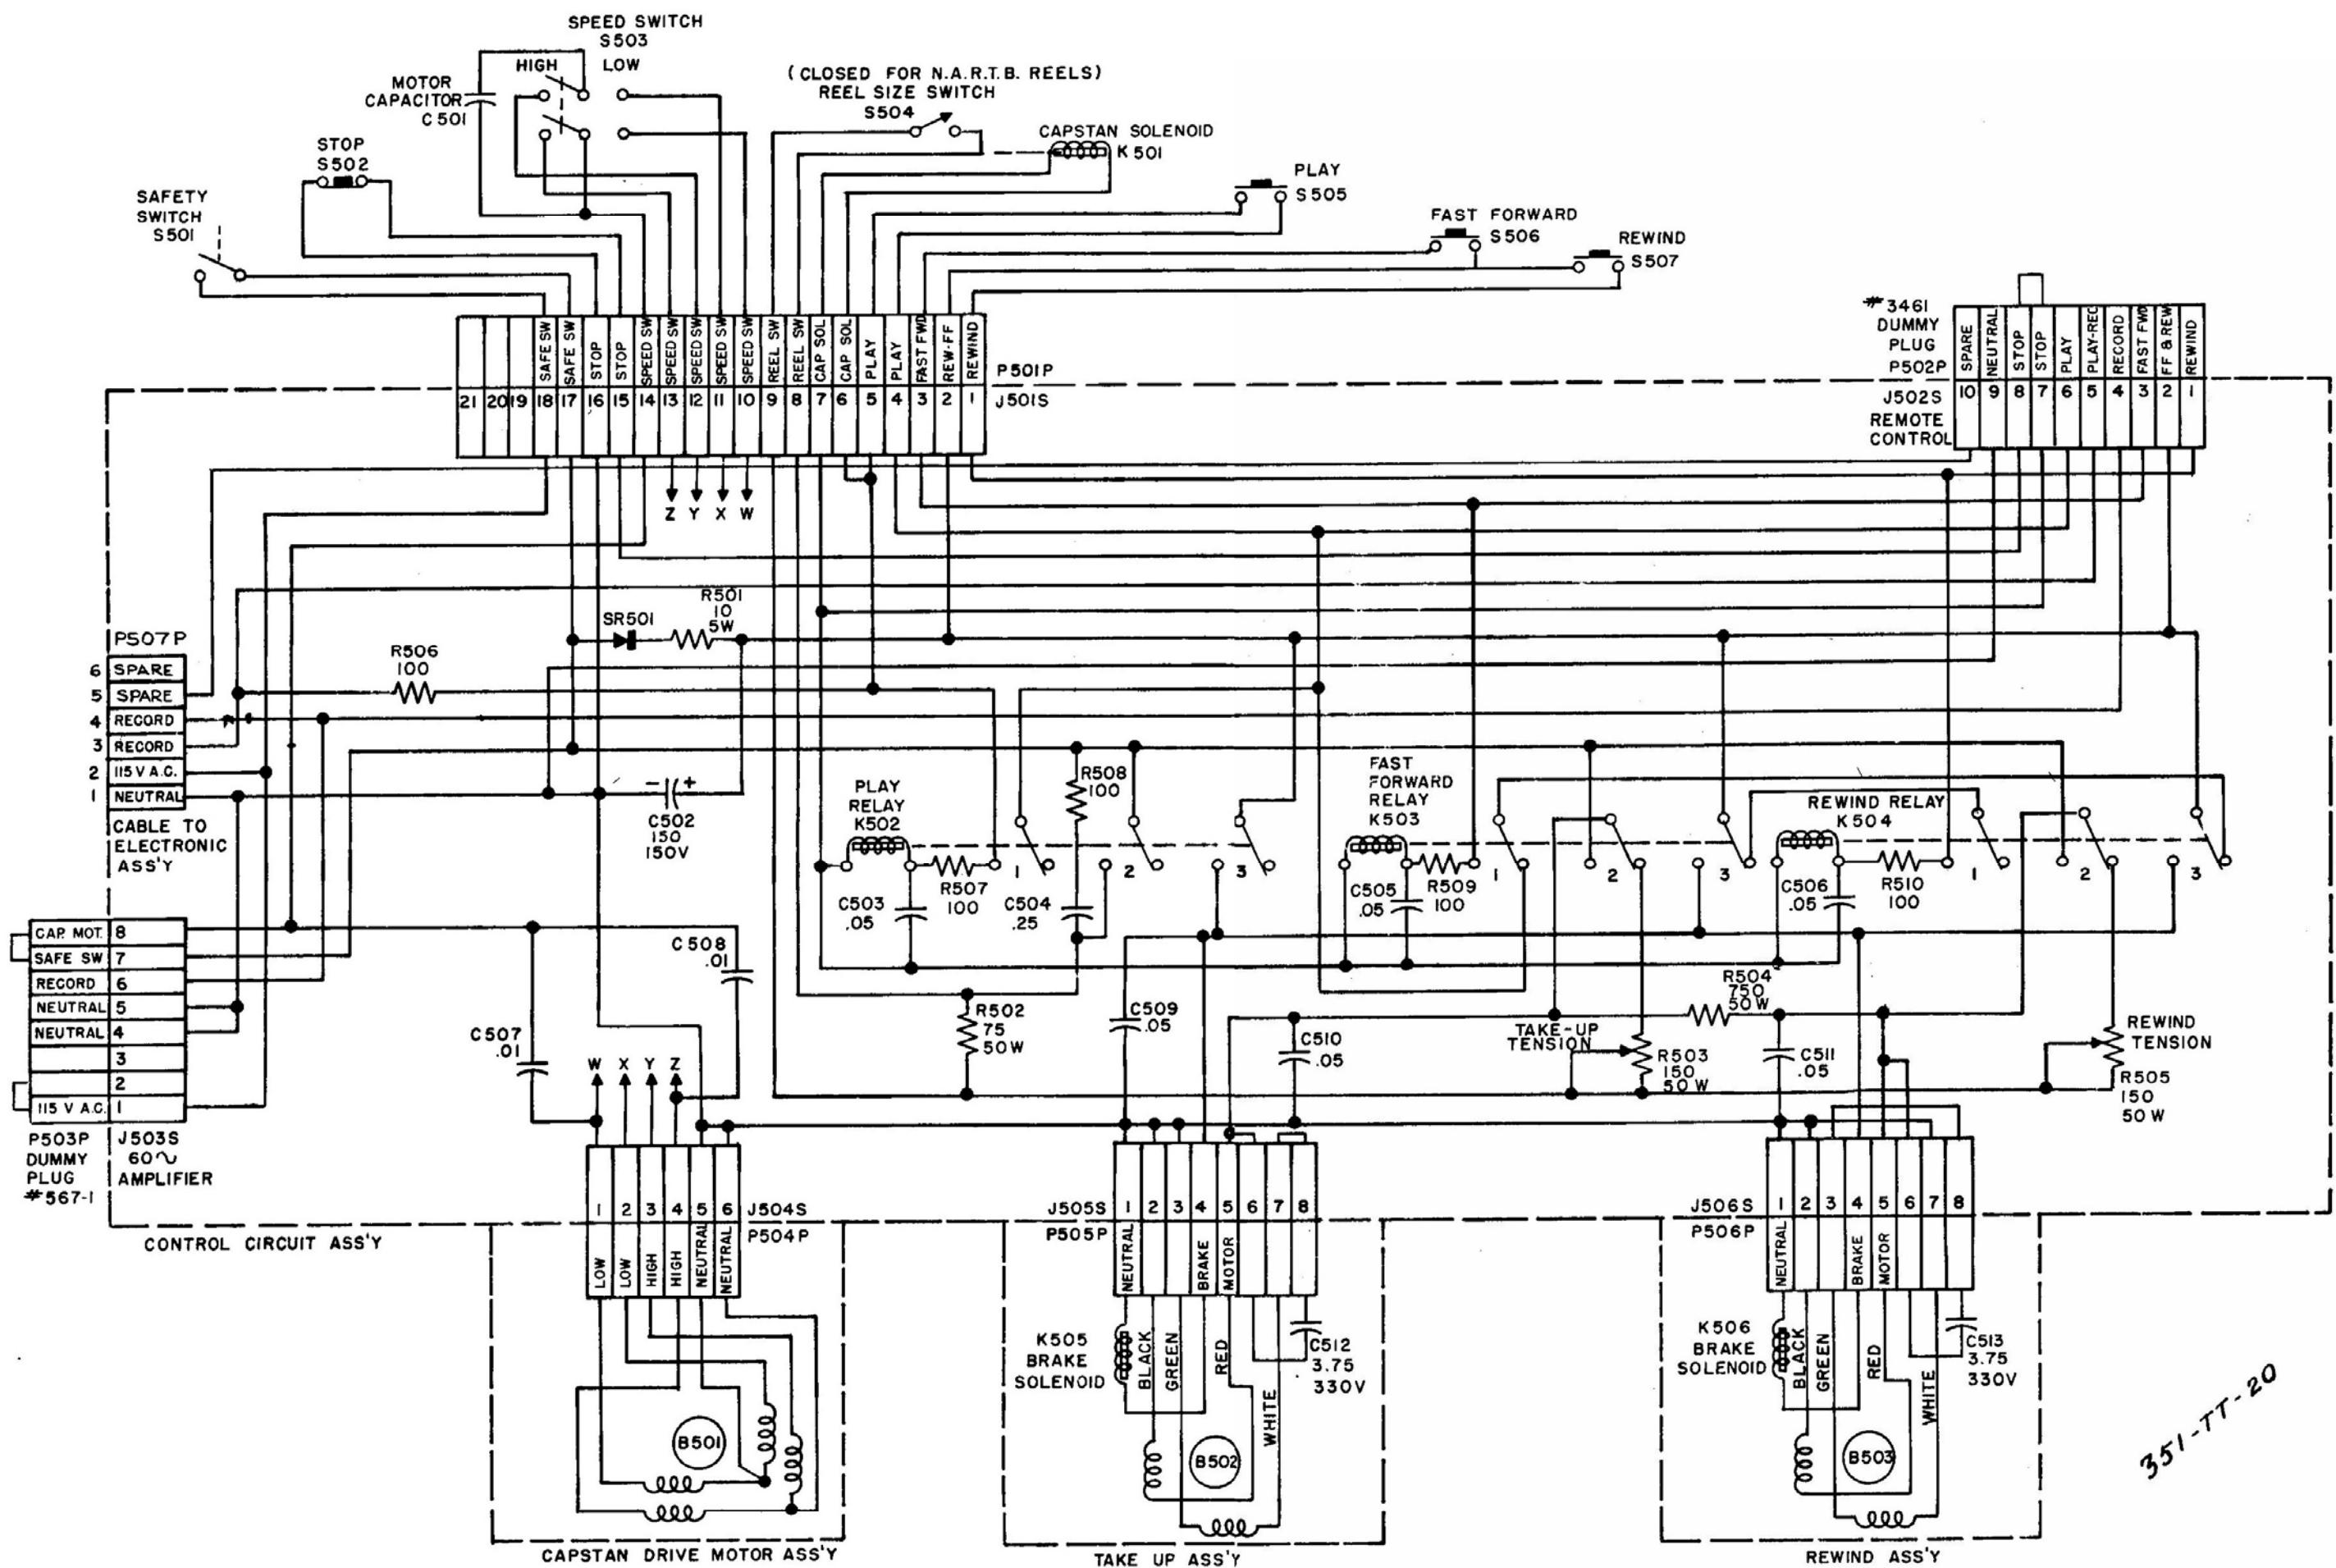 SPEED SWITCH
S503
HIGH LOW
MOTOR
CAPACITOR
C501
(CLOSED FOR N.A.R.T.B. REELS)
REEL SIZE SWITCH
S504
CAPSTAN SOLENOID
K501
STOP
S502
PLAY
S505
SAFETY
SWITCH
S501
FAST FORWARD
S506
REWIND
S507
SAFE SW
SAFE SW
STOP
STOP
SPEED SW
SPEED SW
SPEED SW
SPEED SW
SPEED SW
REEL SW
REEL SW
CAP SOL
CAP SOL
PLAY
PLAY
FAST FWD
REW-FF
REWIND
P501P
21 20 19 18 17 16 15 14 13 12 11 10 9 8 7 6 5 4 3 2 1
J501S
#3461
DUMMY
PLUG
P502P
SPARE
NEUTRAL
STOP
STOP
PLAY
PLAY-REC
RECORD
FAST FWD
FF & REW
REWIND
J502S
10 9 8 7 6 5 4 3 2 1
REMOTE
CONTROL
Z Y X W
P507P
6 SPARE
5 SPARE
4 RECORD
3 RECORD
2 115V A.C.
1 NEUTRAL
CABLE TO
ELECTRONIC
ASS'Y
R506
100
SR501
R501
10
5W
- +
C502
150
150V
PLAY
RELAY
K502
R508
100
1 2 3
C503
.05
R507
100
C504
.25
FAST
FORWARD
RELAY
K503
1 2 3
C505
.05
R509
100
REWIND RELAY
K504
1 2 3
C506
.05
R510
100
CAP. MOT. 8
SAFE SW 7
RECORD 6
NEUTRAL 5
NEUTRAL 4
3
2
115 V A.C. 1
P503P
DUMMY
PLUG
#567-1
J503S
60~
AMPLIFIER
C508
.01
C507
.01
R502
75
50W
C509
.05
C510
.05
TAKE-UP
TENSION
R503
150
50 W
R504
750
50 W
C511
.05
REWIND
TENSION
R505
150
50 W
W X Y Z
1 2 3 4 5 6
J504S
P504P
LOW
LOW
HIGH
HIGH
NEUTRAL
NEUTRAL
B501
CONTROL CIRCUIT ASS'Y
CAPSTAN DRIVE MOTOR ASS'Y
J505S
1 2 3 4 5 6 7 8
P505P
NEUTRAL
BRAKE
MOTOR
K505
BRAKE
SOLENOID
BLACK
GREEN
RED
WHITE
C512
3.75
330V
B502
TAKE UP ASS'Y
J506S
1 2 3 4 5 6 7 8
P506P
NEUTRAL
BRAKE
MOTOR
K506
BRAKE
SOLENOID
BLACK
GREEN
RED
WHITE
C513
3.75
330V
B503
REWIND ASS'Y
351-TT-20